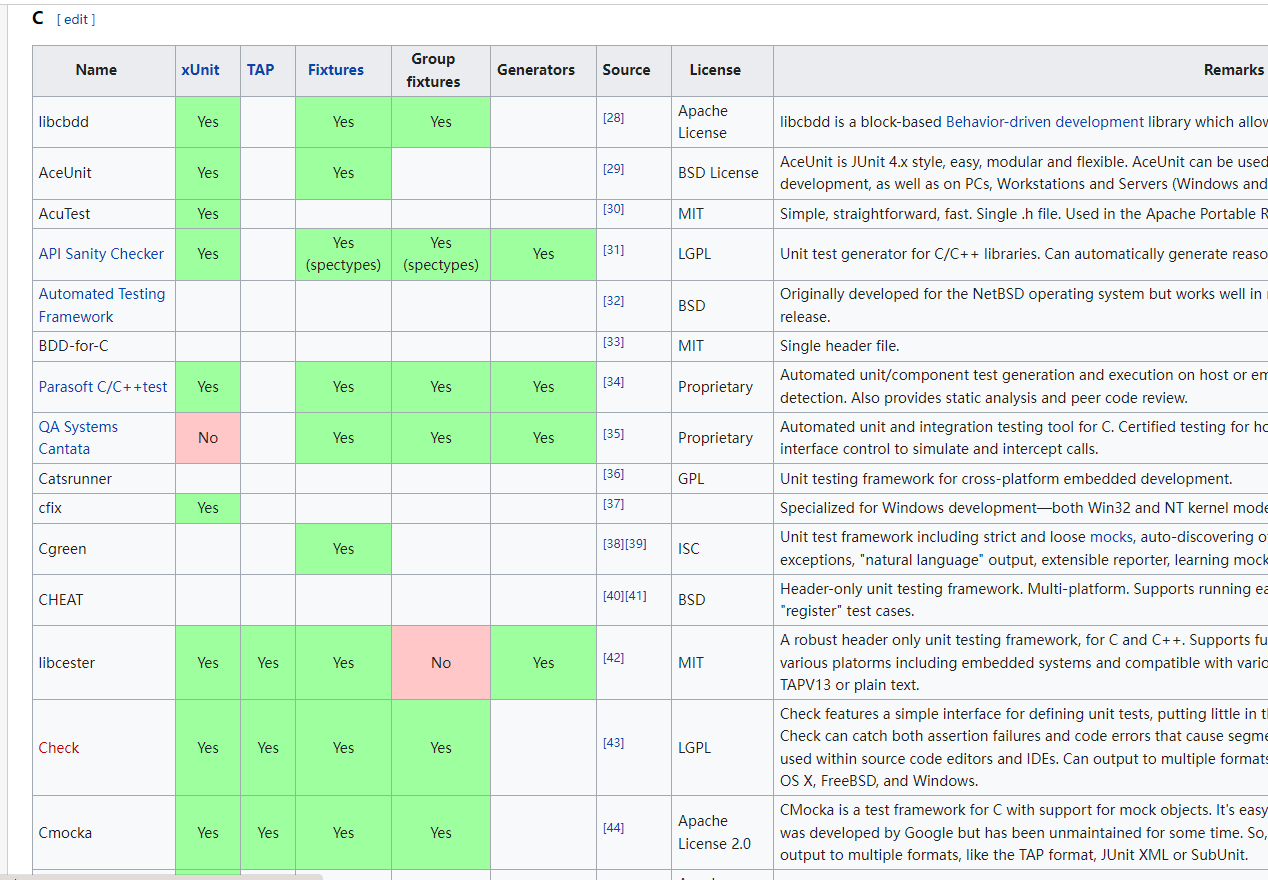 C [ edit ]
Name xUnit TAP Fixtures Group fixtures Generators Source License Remarks
libcbdd Yes Yes Yes [28] Apache License libcbdd is a block-based Behavior-driven development library which allow
AceUnit Yes Yes [29] BSD License AceUnit is JUnit 4.x style, easy, modular and flexible. AceUnit can be used
development, as well as on PCs, Workstations and Servers (Windows and
AcuTest Yes [30] MIT Simple, straightforward, fast. Single .h file. Used in the Apache Portable R
API Sanity Checker Yes Yes (spectypes) Yes (spectypes) Yes [31] LGPL Unit test generator for C/C++ libraries. Can automatically generate reaso
Automated Testing Framework [32] BSD Originally developed for the NetBSD operating system but works well in
release.
BDD-for-C [33] MIT Single header file.
Parasoft C/C++test Yes Yes Yes Yes [34] Proprietary Automated unit/component test generation and execution on host or em
detection. Also provides static analysis and peer code review.
QA Systems Cantata No Yes Yes Yes [35] Proprietary Automated unit and integration testing tool for C. Certified testing for ho
interface control to simulate and intercept calls.
Catsrunner [36] GPL Unit testing framework for cross-platform embedded development.
cfix Yes [37] Specialized for Windows development—both Win32 and NT kernel mode
Cgreen Yes [38][39] ISC Unit test framework including strict and loose mocks, auto-discovering o
exceptions, "natural language" output, extensible reporter, learning mock
CHEAT [40][41] BSD Header-only unit testing framework. Multi-platform. Supports running ea
"register" test cases.
libcester Yes Yes Yes No Yes [42] MIT A robust header only unit testing framework, for C and C++. Supports fu
various platorms including embedded systems and compatible with vario
TAPV13 or plain text.
Check Yes Yes Yes Yes [43] LGPL Check features a simple interface for defining unit tests, putting little in t
Check can catch both assertion failures and code errors that cause segme
used within source code editors and IDEs. Can output to multiple formats
OS X, FreeBSD, and Windows.
Cmocka Yes Yes Yes Yes [44] Apache License 2.0 CMocka is a test framework for C with support for mock objects. It's easy
was developed by Google but has been unmaintained for some time. So,
output to multiple formats, like the TAP format, JUnit XML or SubUnit.